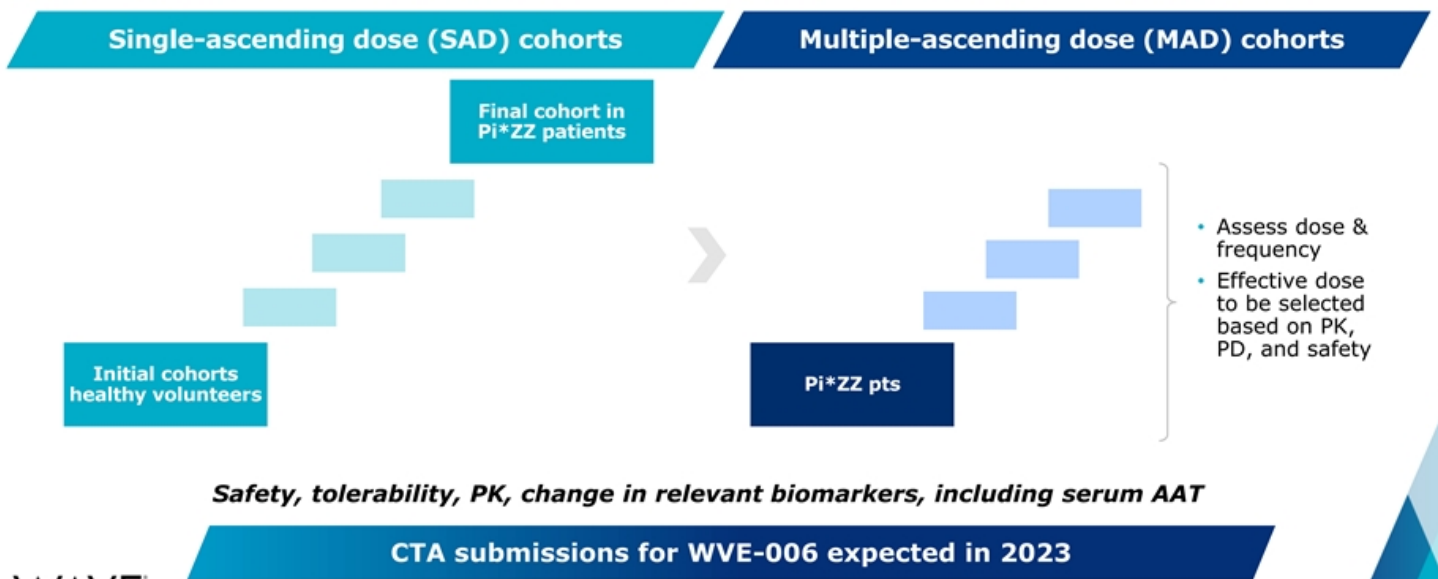 Single-ascending dose (SAD) cohorts
Multiple-ascending dose (MAD) cohorts
Final cohort in
Pi*ZZ patients
Initial cohorts
healthy volunteers
Pi*ZZ pts
• Assess dose &
frequency
• Effective dose
to be selected
based on PK,
PD, and safety
Safety, tolerability, PK, change in relevant biomarkers, including serum AAT
CTA submissions for WVE-006 expected in 2023